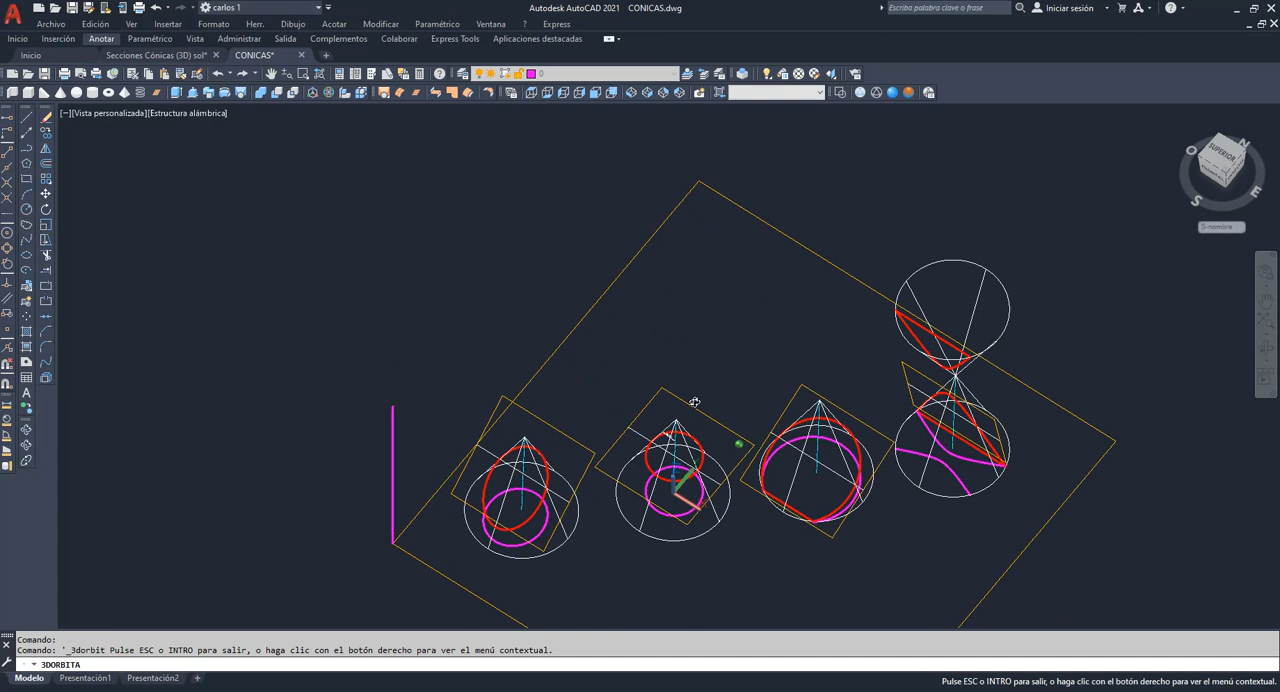 carlos 1
Autodesk AutoCAD 2021 CONICAS.dwg
Escriba palabra clave o frase
Iniciar sesión
Archivo Edición Ver Insertar Formato Herr. Dibujo Acotar Modificar Paramétrico Ventana ? Express
Inicio Inserción Anotar Paramétrico Vista Administrar Salida Complementos Colaborar Express Tools Aplicaciones destacadas
Inicio Secciones Cónicas (3D) sol* CONICAS*
0
[−][Vista personalizada][Estructura alámbrica]
SUPERIOR
N
O
E
S
S-nombre
Comando:
Comando: '_3dorbit Pulse ESC o INTRO para salir, o haga clic con el botón derecho para ver el menú contextual.
3DORBITA
Modelo Presentación1 Presentación2 +
Pulse ESC o INTRO para salir, o haga clic con el botón derecho para ver el menú contextual.